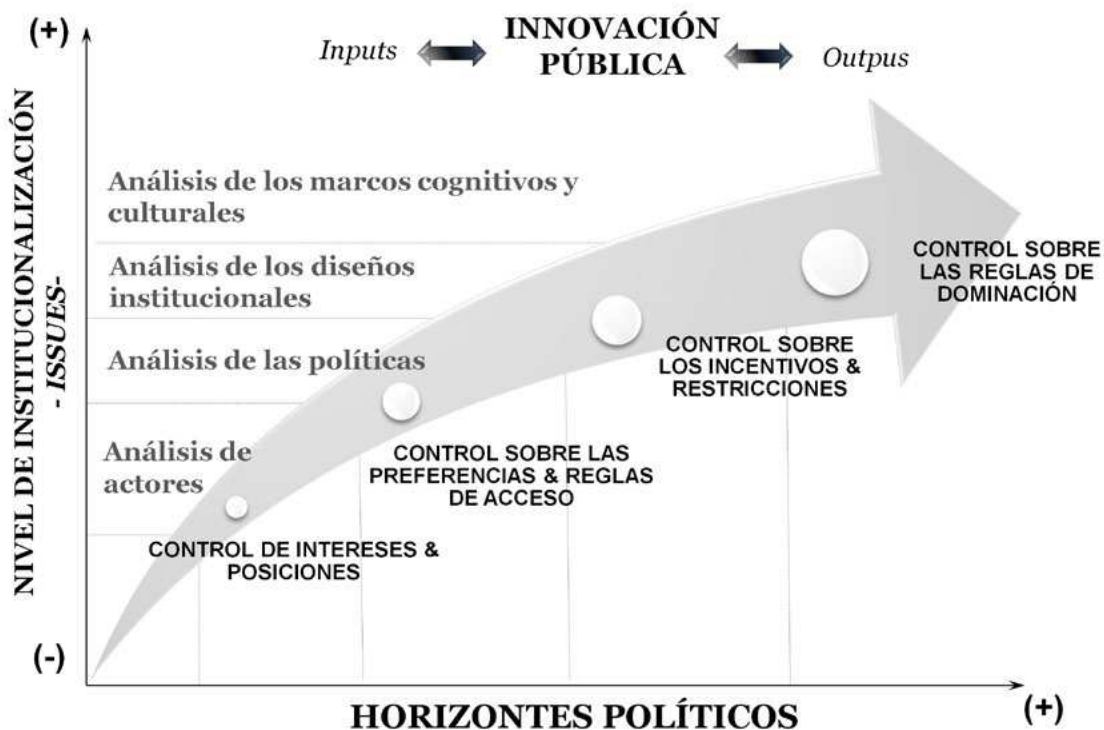 (+)
Inputs
INNOVACIÓN
PÚBLICA
Outpus
NIVEL DE INSTITUCIONALIZACIÓN
- ISSUES-
Análisis de los marcos cognitivos y
culturales
Análisis de los diseños
institucionales
Análisis de las políticas
Análisis de
actores
CONTROL SOBRE
LAS REGLAS DE
DOMINACIÓN
CONTROL SOBRE
LOS INCENTIVOS &
RESTRICCIONES
CONTROL SOBRE LAS
PREFERENCIAS & REGLAS
DE ACCESO
CONTROL DE INTERESES &
POSICIONES
(-)
HORIZONTES POLÍTICOS
(+)